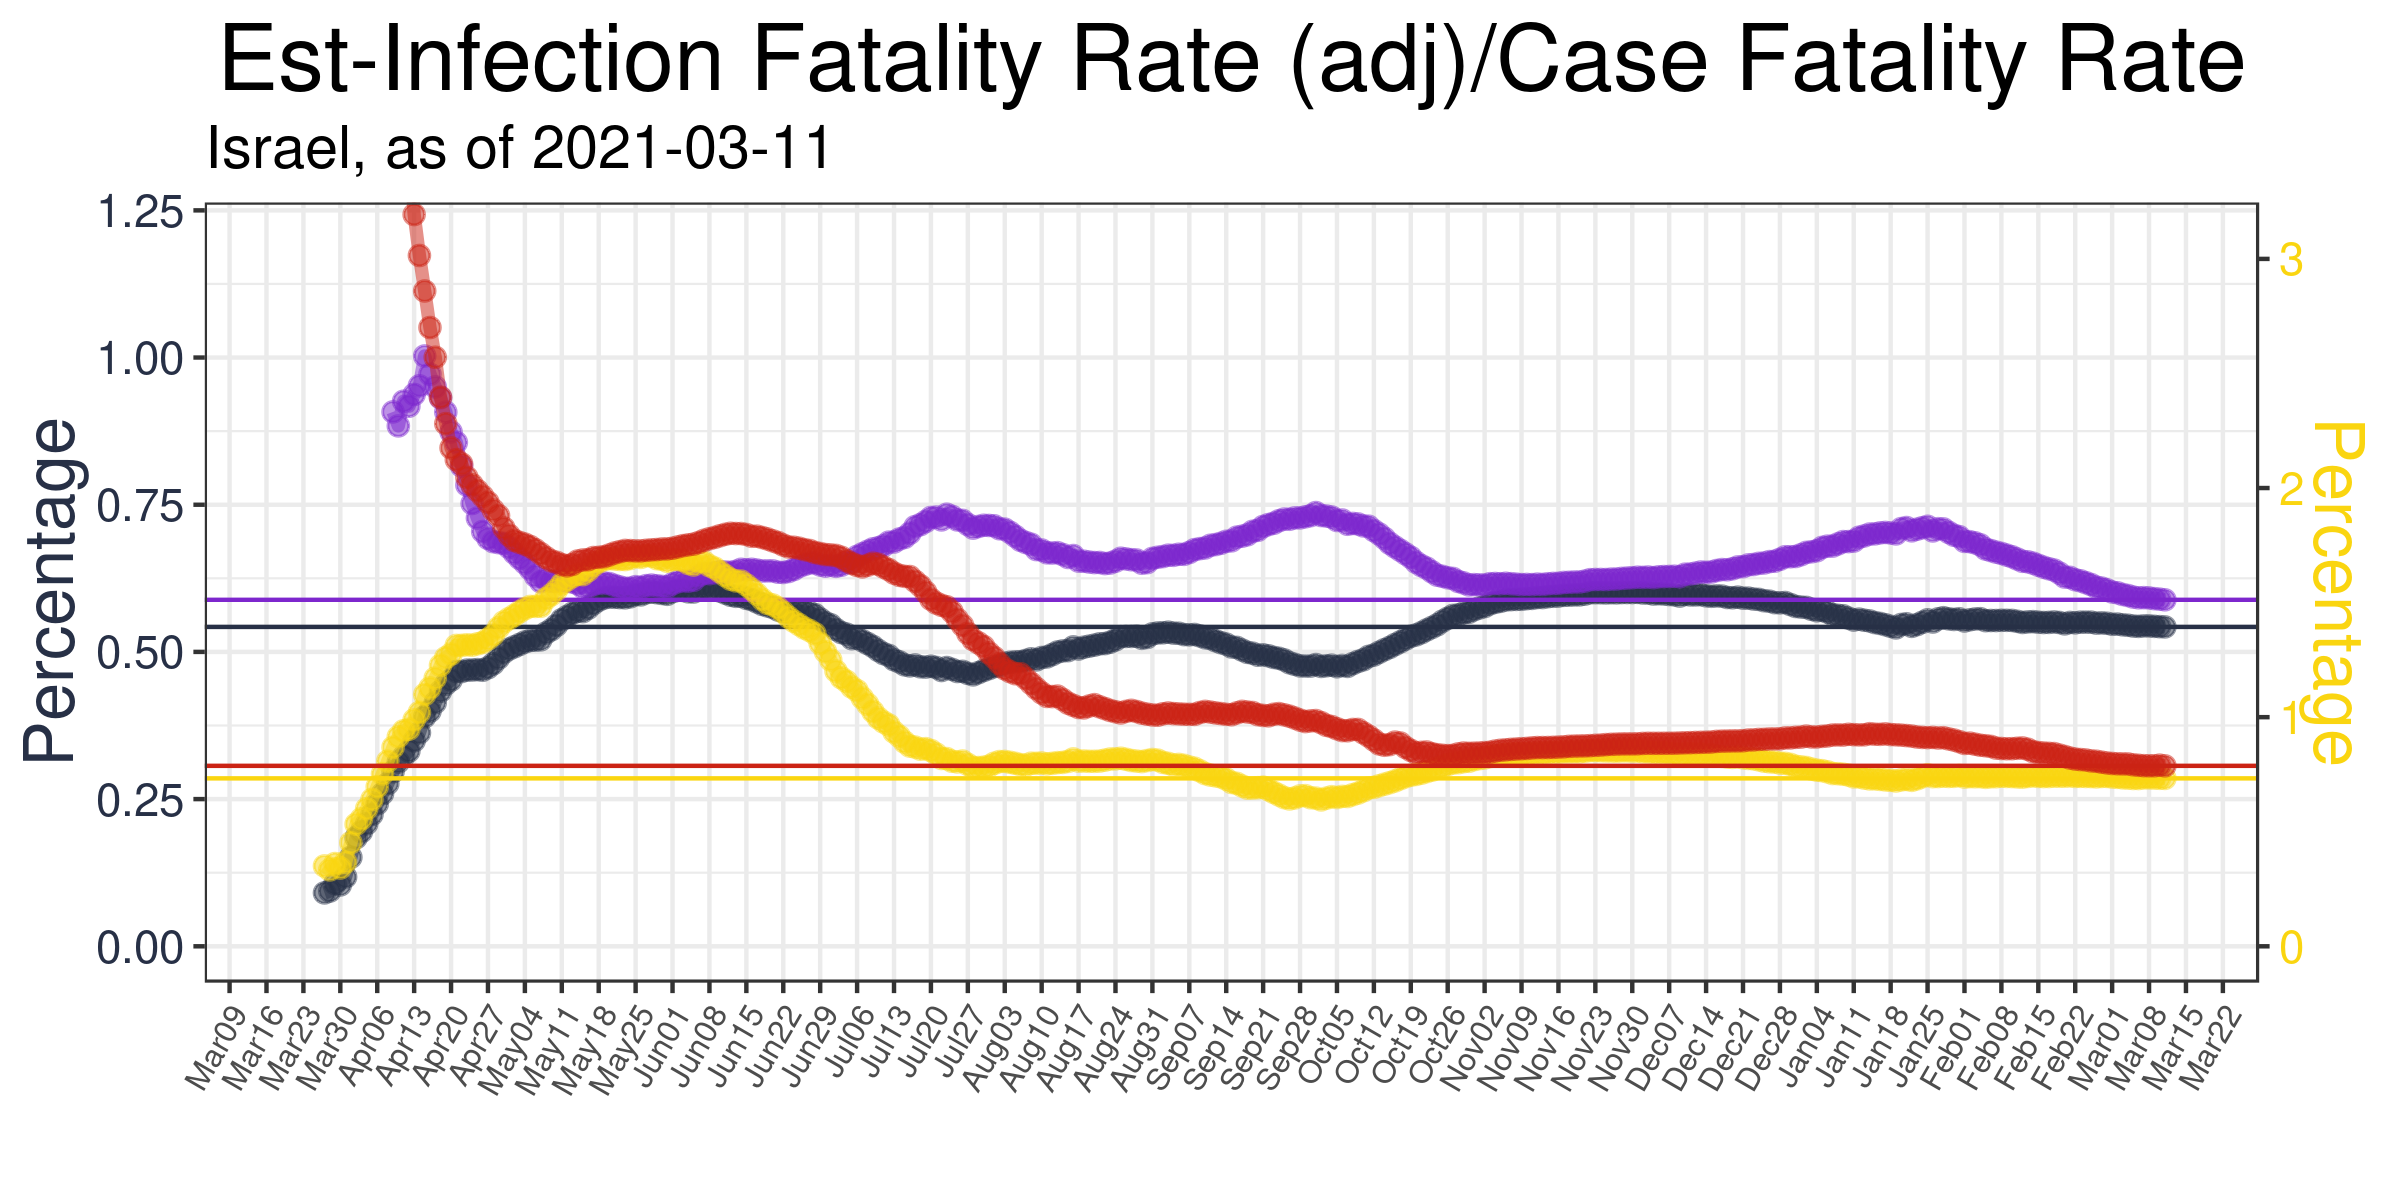 Est-Infection Fatality Rate (adj)/Case Fatality Rate
Israel, as of 2021-03-11
Percentage
1.25
1.00
0.75
0.50
0.25
0.00
3
2
1
0
Percentage
Mar09
Mar16
Mar23
Mar30
Apr06
Apr13
Apr20
Apr27
May04
May11
May18
May25
Jun01
Jun08
Jun15
Jun22
Jun29
Jul06
Jul13
Jul20
Jul27
Aug03
Aug10
Aug17
Aug24
Aug31
Sep07
Sep14
Sep21
Sep28
Oct05
Oct12
Oct19
Oct26
Nov02
Nov09
Nov16
Nov23
Nov30
Dec07
Dec14
Dec21
Dec28
Jan04
Jan11
Jan18
Jan25
Feb01
Feb08
Feb15
Feb22
Mar01
Mar08
Mar15
Mar22